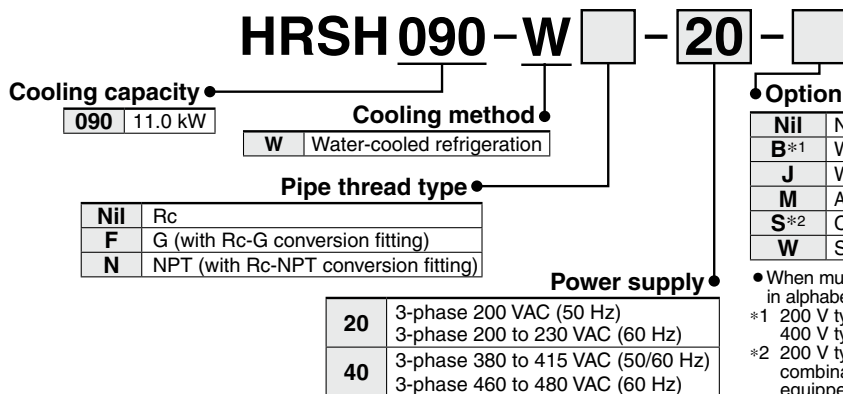 HRSH 090 - W - 20 -
Cooling capacity
090 11.0 kW
Cooling method
W Water-cooled refrigeration
Pipe thread type
Nil Rc
F G (with Rc-G conversion fitting)
N NPT (with Rc-NPT conversion fitting)
Power supply
20 3-phase 200 VAC (50 Hz)
3-phase 200 to 230 VAC (60 Hz)
40 3-phase 380 to 415 VAC (50/60 Hz)
3-phase 460 to 480 VAC (60 Hz)
Option
Nil N
B*1 W
J W
M A
S*2
W S
● When mu
in alphabe
*1 200 V ty
400 V ty
*2 200 V ty
combina
equippe